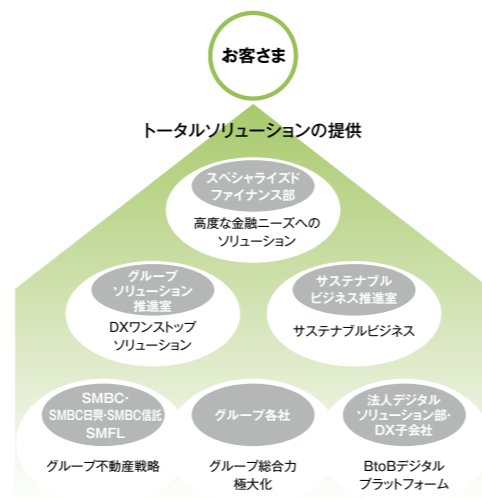 お客さま
トータルソリューションの提供
スペシャライズド
ファイナンス部
高度な金融ニーズへの
ソリューション
グループ
ソリューション
推進室
DXワンストップ
ソリューション
サステナブル
ビジネス推進室
サステナブルビジネス
SMBC・
SMBC日興・SMBC信託
SMFL
グループ不動産戦略
グループ各社
グループ総合力
極大化
法人デジタル
ソリューション部・
DX子会社
BtoBデジタル
プラットフォーム